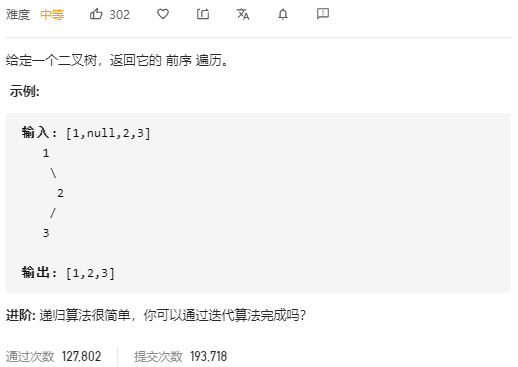 难度 中等 302
给定一个二叉树，返回它的 前序 遍历。
示例:
输入: [1,null,2,3]
1
\
2
/
3
输出: [1,2,3]
进阶: 递归算法很简单，你可以通过迭代算法完成吗？
通过次数 127,802 提交次数 193,718